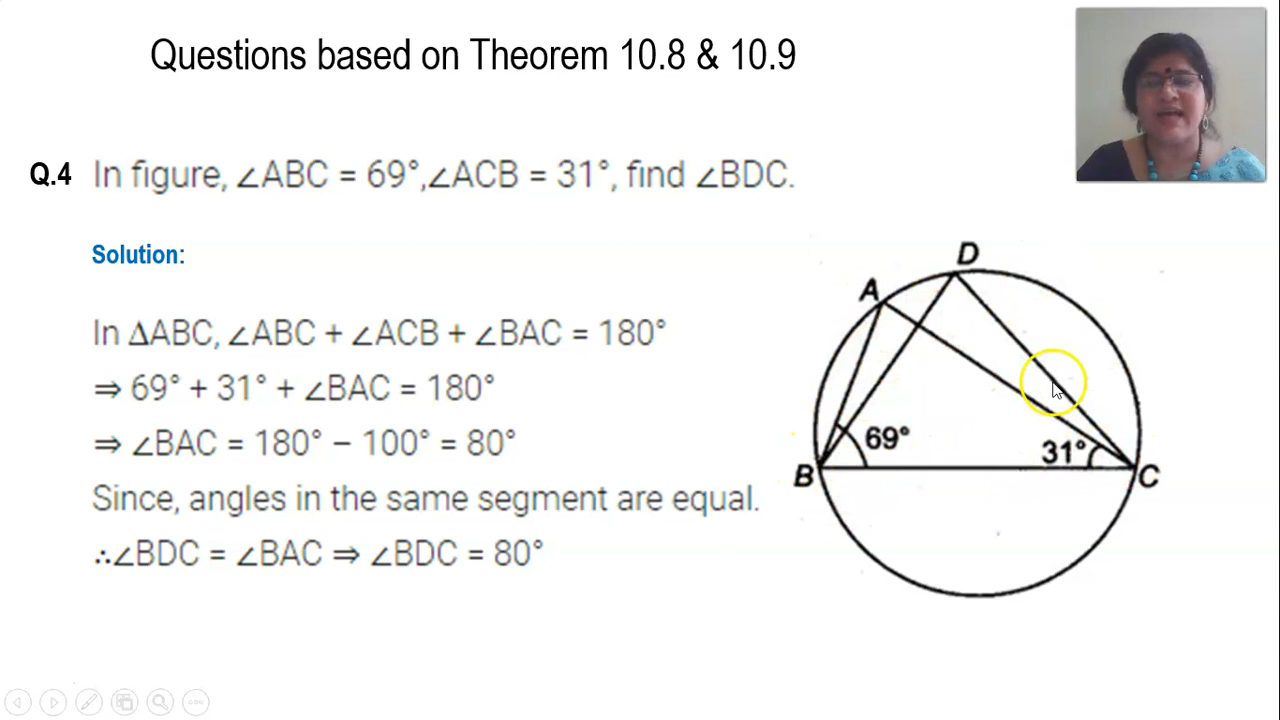 Questions based on Theorem 10.8 & 10.9
Q.4 In figure, ∠ABC = 69°,∠ACB = 31°, find ∠BDC.
Solution:
In ΔABC, ∠ABC + ∠ACB + ∠BAC = 180°
⇒ 69° + 31° + ∠BAC = 180°
⇒ ∠BAC = 180° – 100° = 80°
Since, angles in the same segment are equal.
∴∠BDC = ∠BAC ⇒ ∠BDC = 80°
D
A
69°
31°
B
C